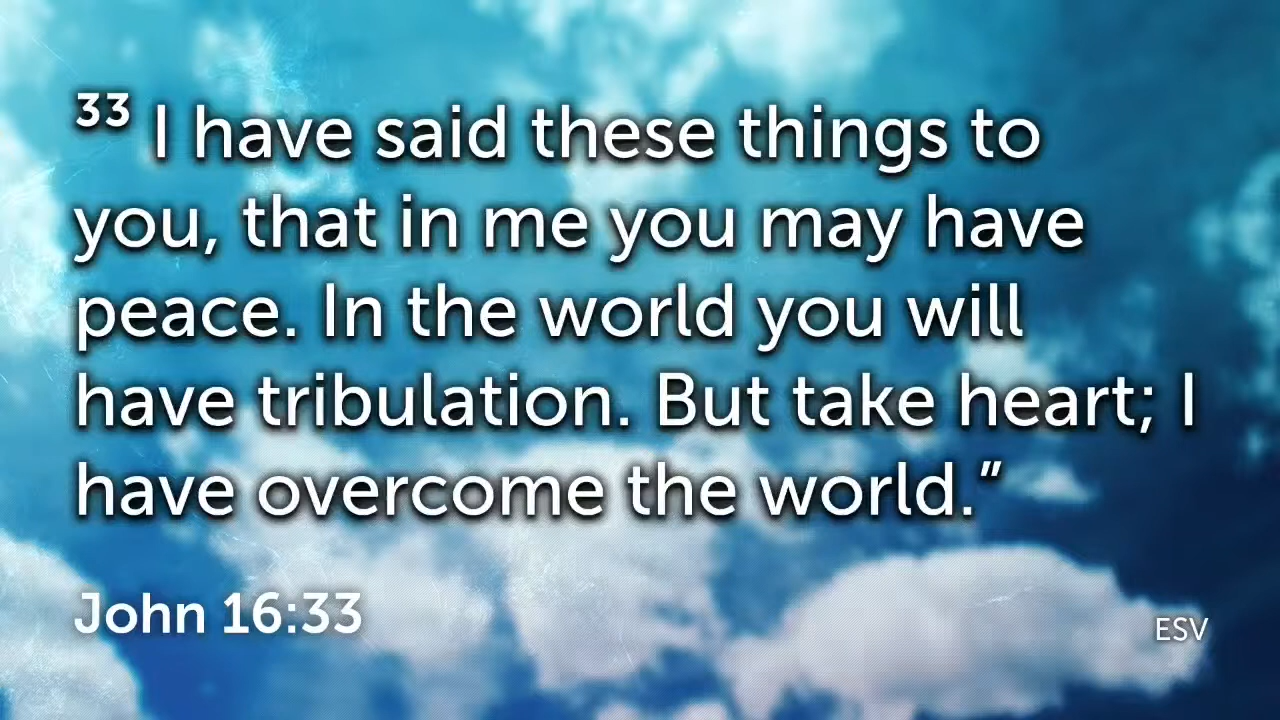 ³³ I have said these things to
you, that in me you may have
peace. In the world you will
have tribulation. But take heart; I
have overcome the world.”
John 16:33
ESV